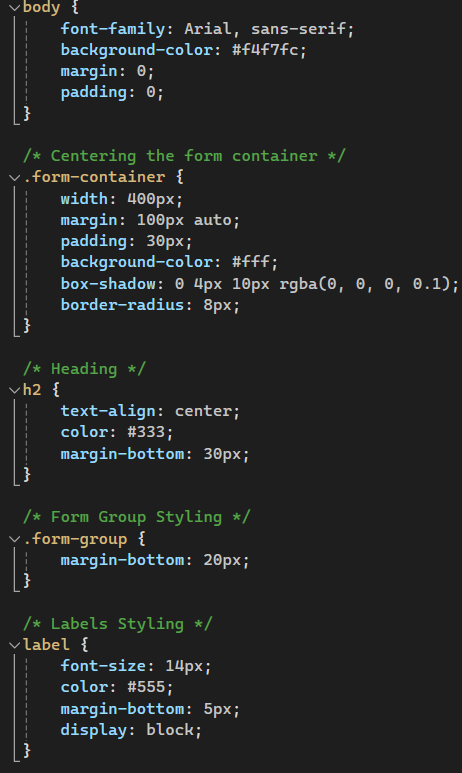 body {
font-family: Arial, sans-serif;
background-color: #f4f7fc;
margin: 0;
padding: 0;
}
/* Centering the form container */
.form-container {
width: 400px;
margin: 100px auto;
padding: 30px;
background-color: #fff;
box-shadow: 0 4px 10px rgba(0, 0, 0, 0.1);
border-radius: 8px;
}
/* Heading */
h2 {
text-align: center;
color: #333;
margin-bottom: 30px;
}
/* Form Group Styling */
.form-group {
margin-bottom: 20px;
}
/* Labels Styling */
label {
font-size: 14px;
color: #555;
margin-bottom: 5px;
display: block;
}